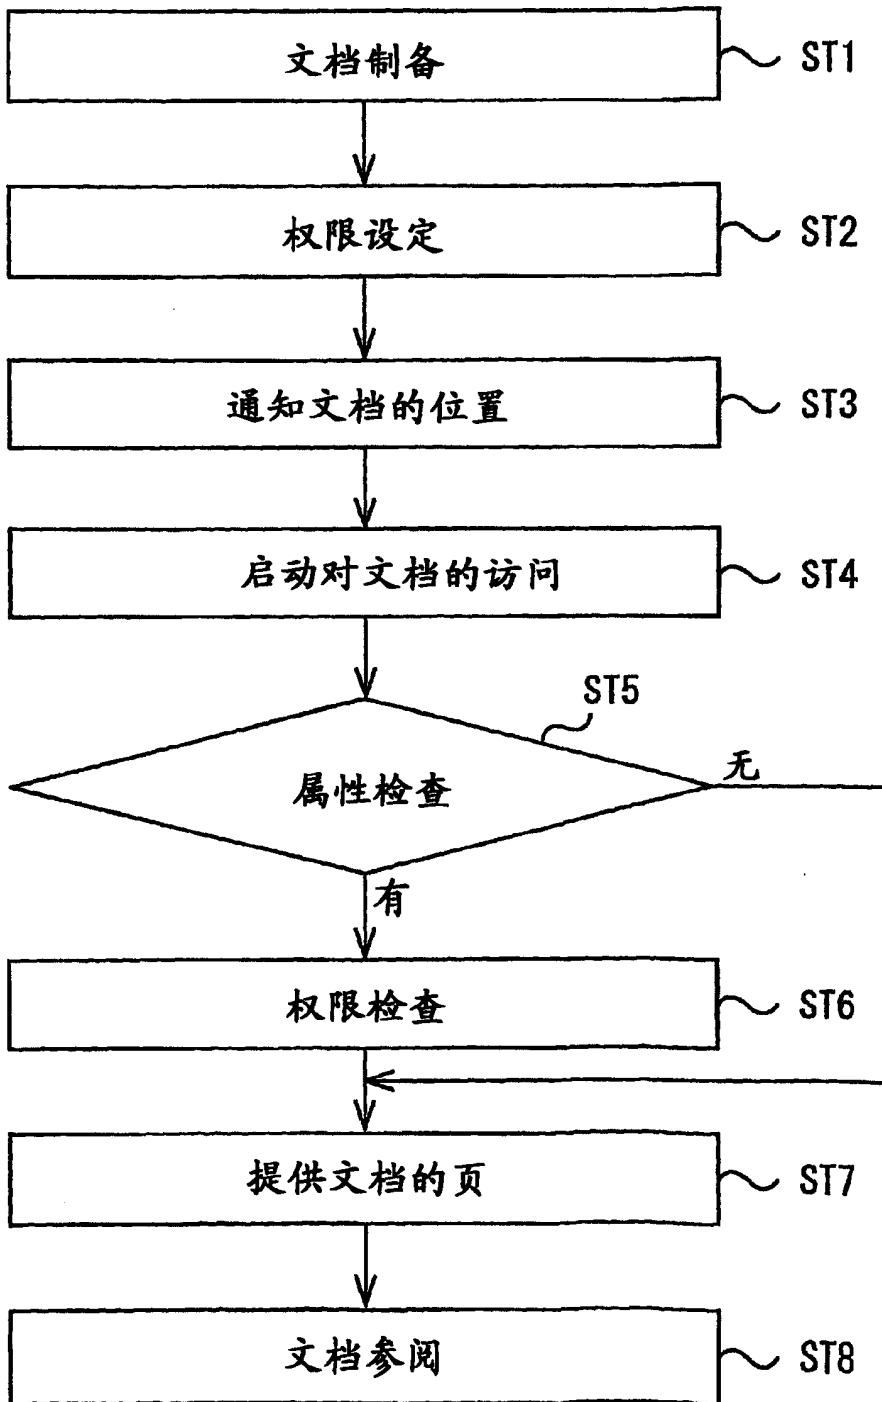 文档制备 ST1
权限设定 ST2
通知文档的位置 ST3
启动对文档的访问 ST4
ST5
属性检查
无
有
权限检查 ST6
提供文档的页 ST7
文档参阅 ST8